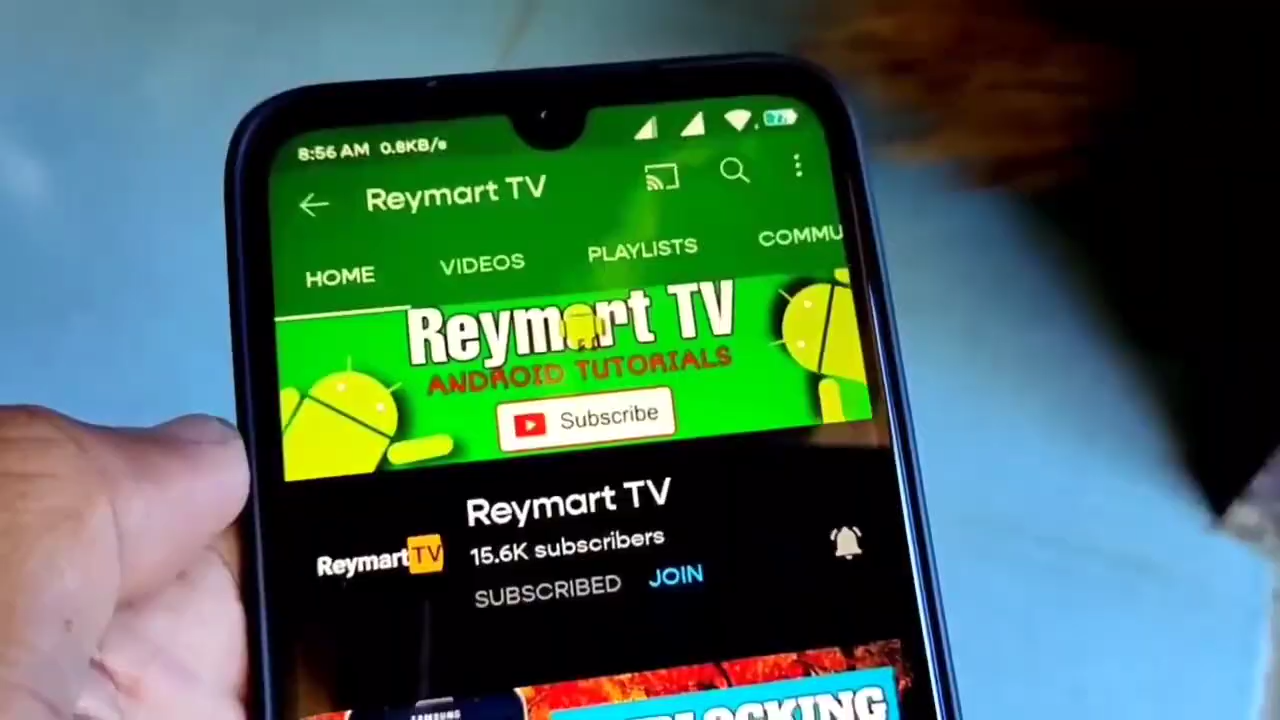 8:56 AM 0.8KB/s
Reymart TV
HOME VIDEOS PLAYLISTS COMMU
Reymart TV
ANDROID TUTORIALS
Subscribe
Reymart TV
15.6K subscribers
ReymartTV
SUBSCRIBED JOIN
SAMSUNG